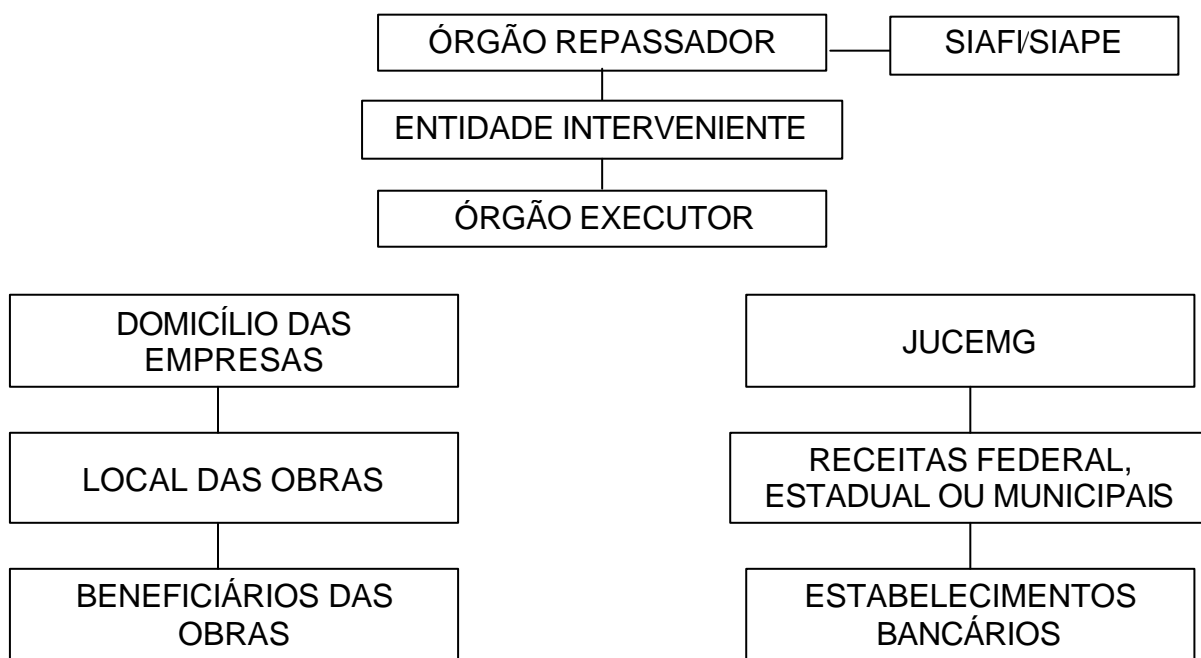 ÓRGÃO REPASSADOR
SIAFI/SIAPE
ENTIDADE INTERVENIENTE
ÓRGÃO EXECUTOR
DOMICÍLIO DAS
EMPRESAS
LOCAL DAS OBRAS
BENEFICIÁRIOS DAS
OBRAS
JUCEMG
RECEITAS FEDERAL,
ESTADUAL OU MUNICIPAIS
ESTABELECIMENTOS
BANCÁRIOS